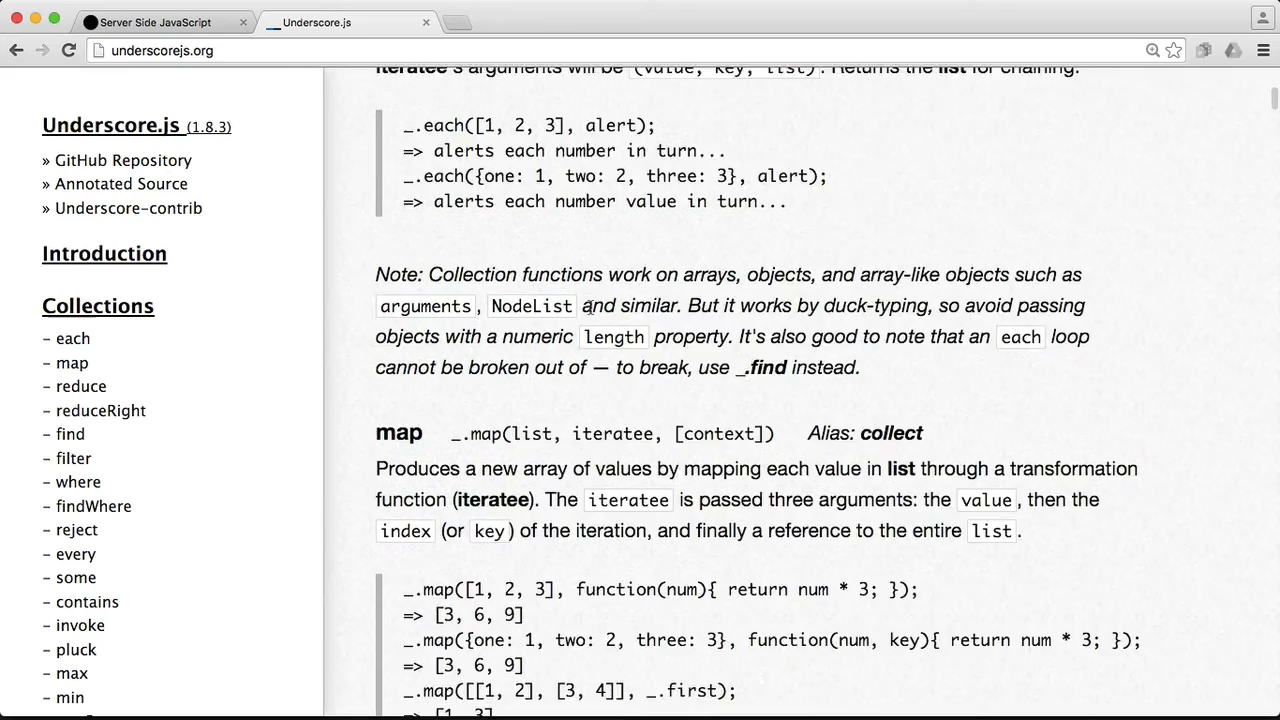 Server Side JavaScript
Underscore.js
underscorejs.org
Underscore.js (1.8.3)
» GitHub Repository
» Annotated Source
» Underscore-contrib
Introduction
Collections
- each
- map
- reduce
- reduceRight
- find
- filter
- where
- findWhere
- reject
- every
- some
- contains
- invoke
- pluck
- max
- min
iteratee's arguments will be (value, key, list). Returns the list for chaining.
_.each([1, 2, 3], alert);
=> alerts each number in turn...
_.each({one: 1, two: 2, three: 3}, alert);
=> alerts each number value in turn...
Note: Collection functions work on arrays, objects, and array-like objects such as
arguments, NodeList and similar. But it works by duck-typing, so avoid passing
objects with a numeric length property. It's also good to note that an each loop
cannot be broken out of — to break, use _.find instead.
map _.map(list, iteratee, [context]) Alias: collect
Produces a new array of values by mapping each value in list through a transformation
function (iteratee). The iteratee is passed three arguments: the value, then the
index (or key) of the iteration, and finally a reference to the entire list.
_.map([1, 2, 3], function(num){ return num * 3; });
=> [3, 6, 9]
_.map({one: 1, two: 2, three: 3}, function(num, key){ return num * 3; });
=> [3, 6, 9]
_.map([[1, 2], [3, 4]], _.first);
=> [1, 3]